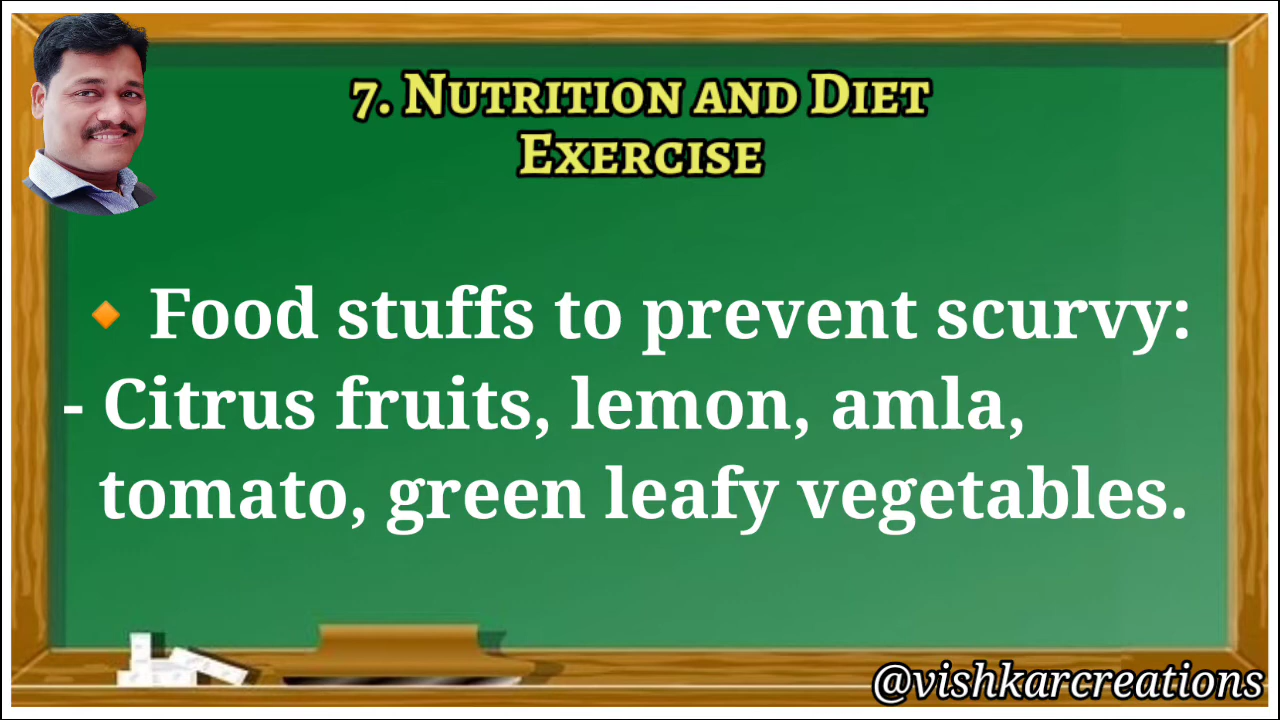 7. Nutrition and Diet
Exercise
🔸 Food stuffs to prevent scurvy:
- Citrus fruits, lemon, amla,
tomato, green leafy vegetables.
@vishkarcreations